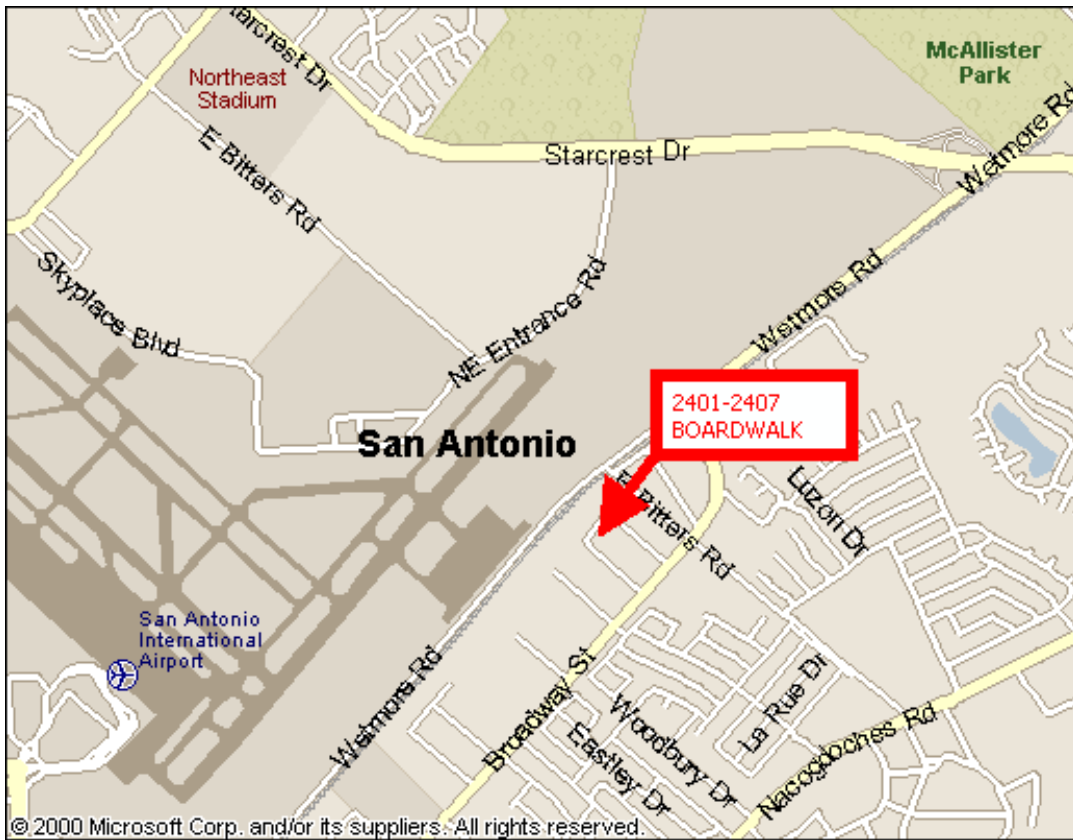 Starcrest Dr
McAllister
Park
Northeast
Stadium
E Bitters Rd
Starcrest Dr
Wetmore Rd
Skyplace Blvd
NE Entrance Rd
Wetmore Rd
2401-2407
BOARDWALK
San Antonio
E Bitters Rd
Luzon Dr
San Antonio
International
Airport
Wetmore Rd
Broadway St
Woodbury Dr
Eastley Dr
La Rue Dr
Nacogdoches Rd
© 2000 Microsoft Corp. and/or its suppliers. All rights reserved.